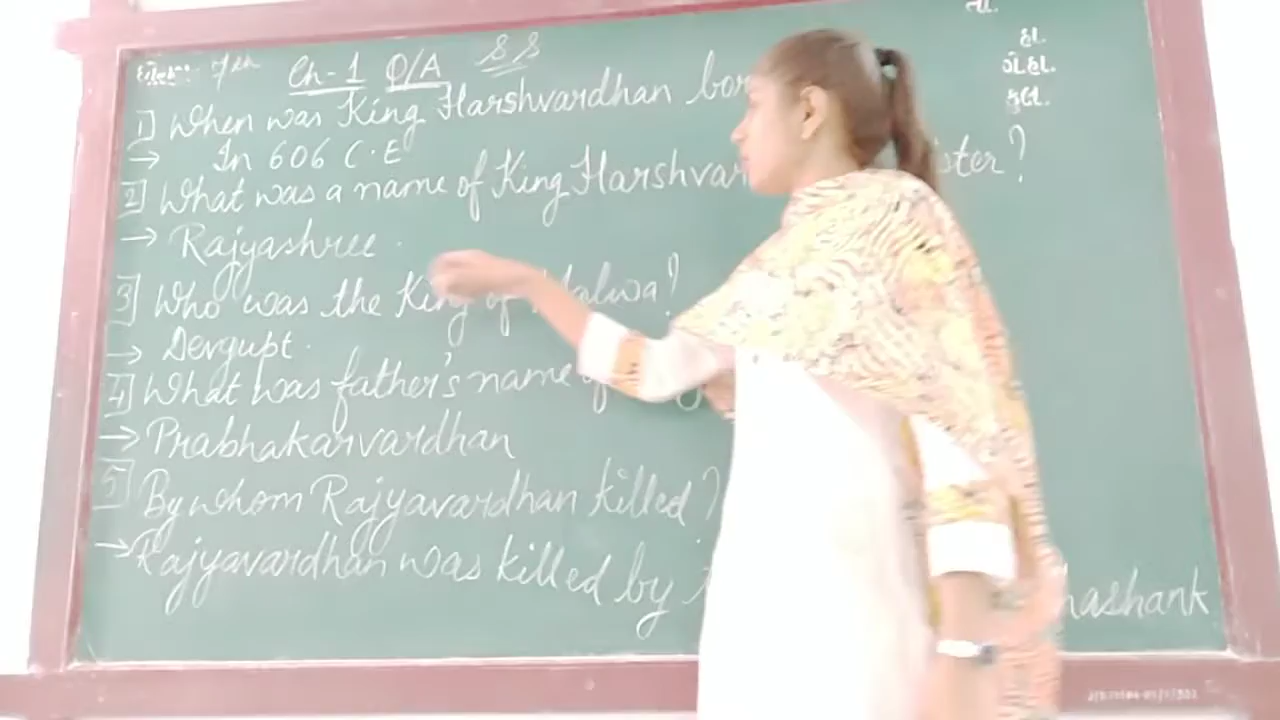 7th Ch-1 Q/A SS
1] When was King Harshvardhan bor
→ In 606 C.E
2] What was a name of King Harshvar ster?
→ Rajyashree.
3] Who was the King of Malwa?
→ Devgupt.
4] What was father's name of
→ Prabhakarvardhan
5] By whom Rajyavardhan killed?
→ Rajyavardhan was killed by hashank
તા.
હા.
ગે.હા.
કુલ.